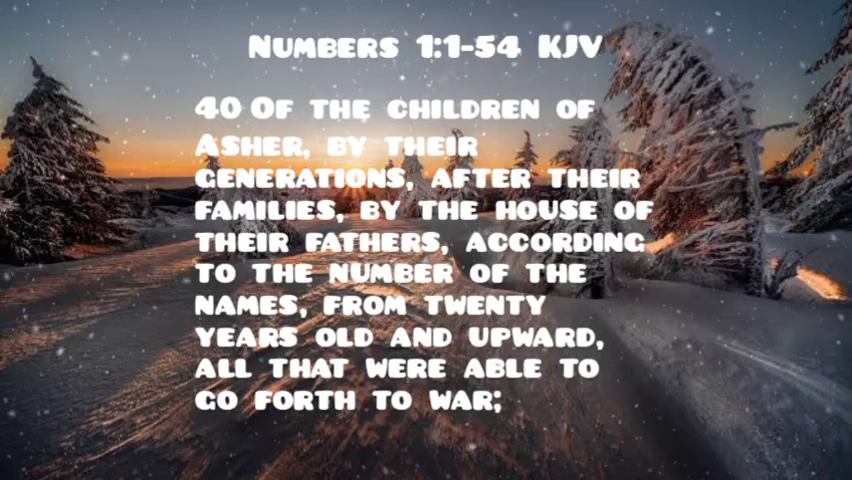 Numbers 1:1-54 KJV
40 Of the children of
Asher, by their
generations, after their
families, by the house of
their fathers, according
to the number of the
names, from twenty
years old and upward,
all that were able to
go forth to war;